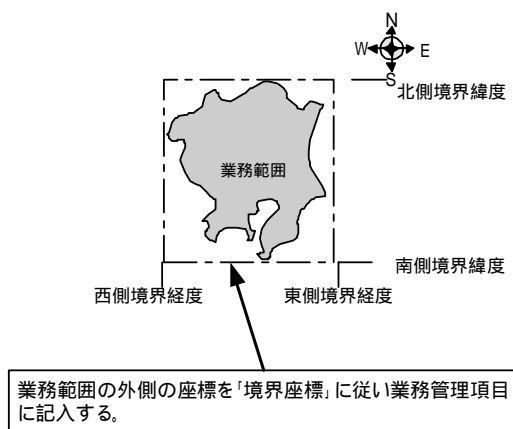 N
W E
S
北側境界緯度
業務範囲
南側境界緯度
西側境界経度 東側境界経度
業務範囲の外側の座標を｢境界座標｣に従い業務管理項目
に記入する。